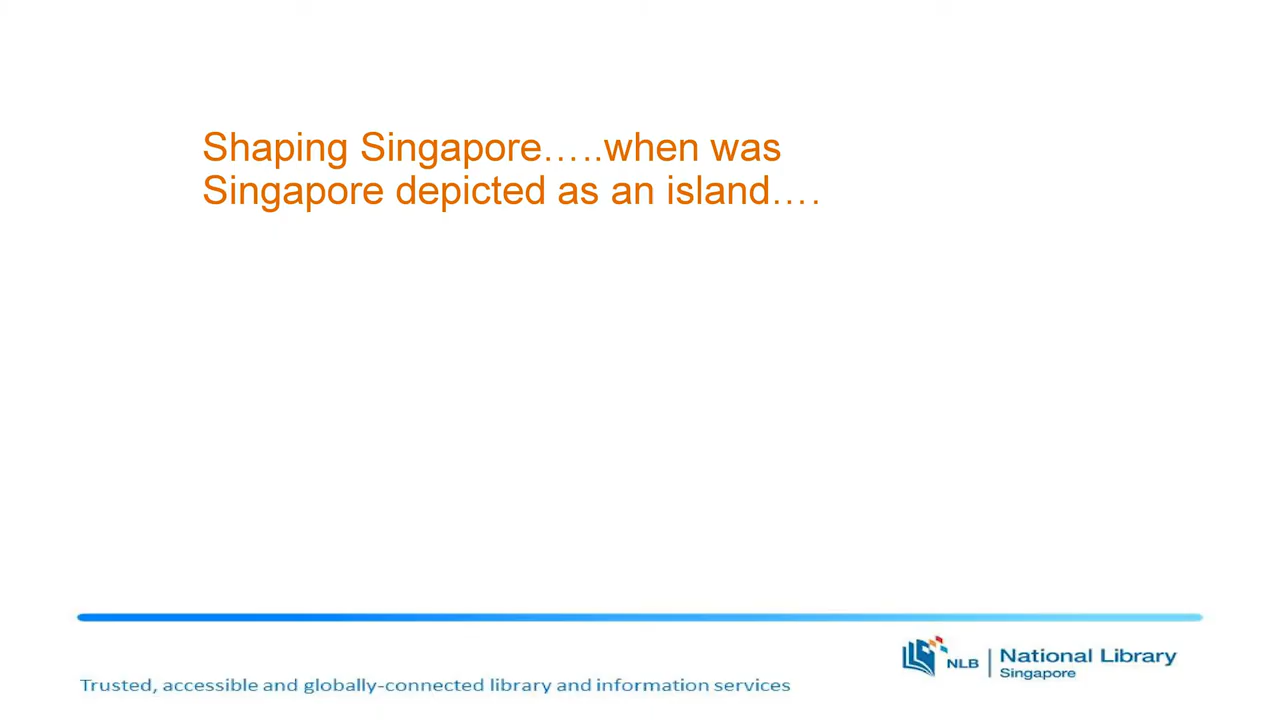 Shaping Singapore…..when was
Singapore depicted as an island….
NLB | National Library
Singapore
Trusted, accessible and globally-connected library and information services